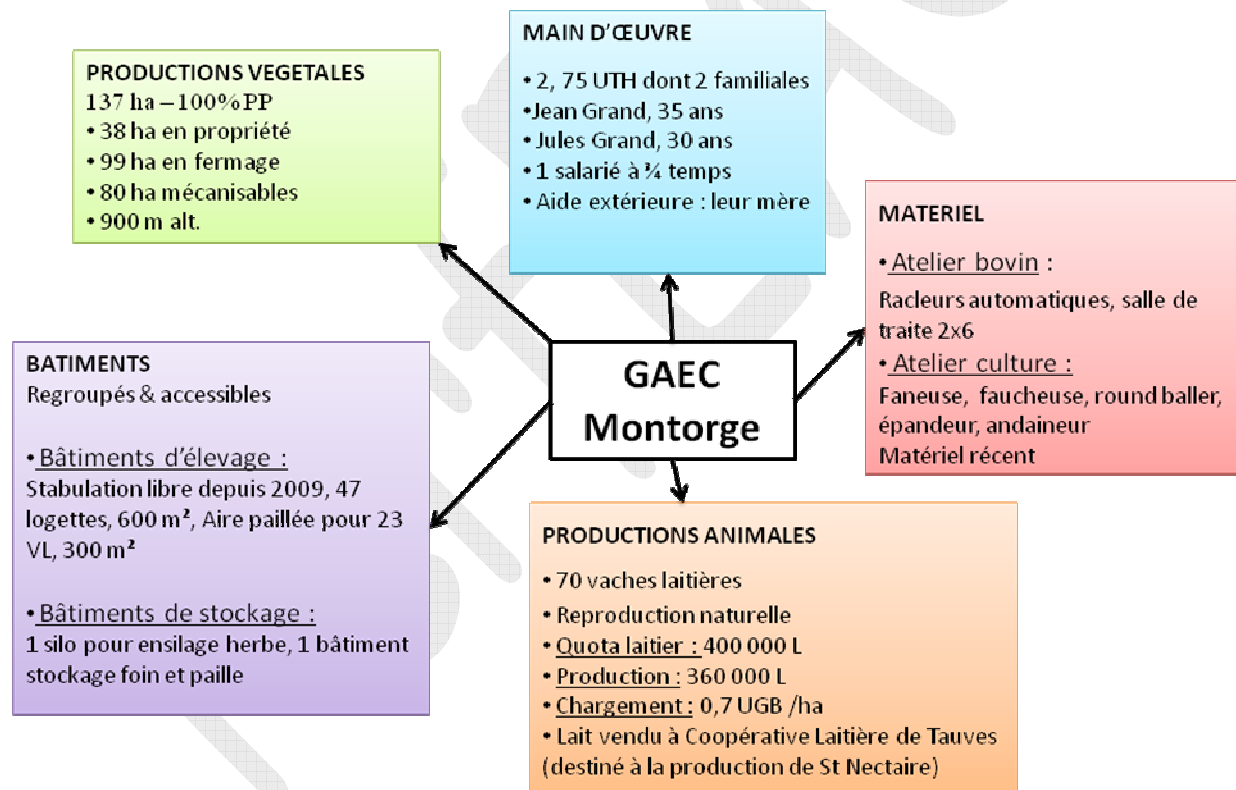 PRODUCTIONS VEGETALES
137 ha – 100% PP
• 38 ha en propriété
• 99 ha en fermage
• 80 ha mécanisables
• 900 m alt.
MAIN D'ŒUVRE
• 2, 75 UTH dont 2 familiales
•Jean Grand, 35 ans
• Jules Grand, 30 ans
• 1 salarié à ¾ temps
• Aide extérieure : leur mère
MATERIEL
• Atelier bovin :
Racleurs automatiques, salle de
traite 2x6
• Atelier culture :
Faneuse, faucheuse, round baller,
épandeur, andaineur
Matériel récent
GAEC
Montorge
BATIMENTS
Regroupés & accessibles
• Bâtiments d'élevage :
Stabulation libre depuis 2009, 47
logettes, 600 m², Aire paillée pour 23
VL, 300 m²
• Bâtiments de stockage :
1 silo pour ensilage herbe, 1 bâtiment
stockage foin et paille
PRODUCTIONS ANIMALES
• 70 vaches laitières
• Reproduction naturelle
• Quota laitier : 400 000 L
• Production : 360 000 L
• Chargement : 0,7 UGB /ha
• Lait vendu à Coopérative Laitière de Tauves
(destiné à la production de St Nectaire)